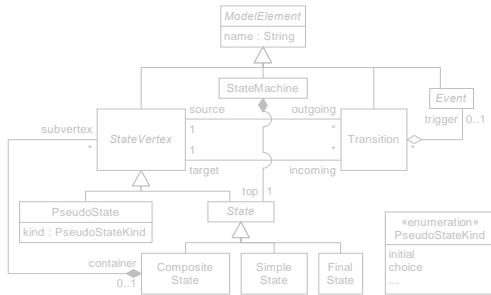 ModelElement
name : String
StateMachine
Event
source
outgoing
trigger
0..1
subvertex
1
*
*
StateVertex
Transition
*
1
*
target
incoming
top
1
PseudoState
kind : PseudoStateKind
State
«enumeration»
PseudoStateKind
initial
choice
...
container
0..1
Composite
State
Simple
State
Final
State